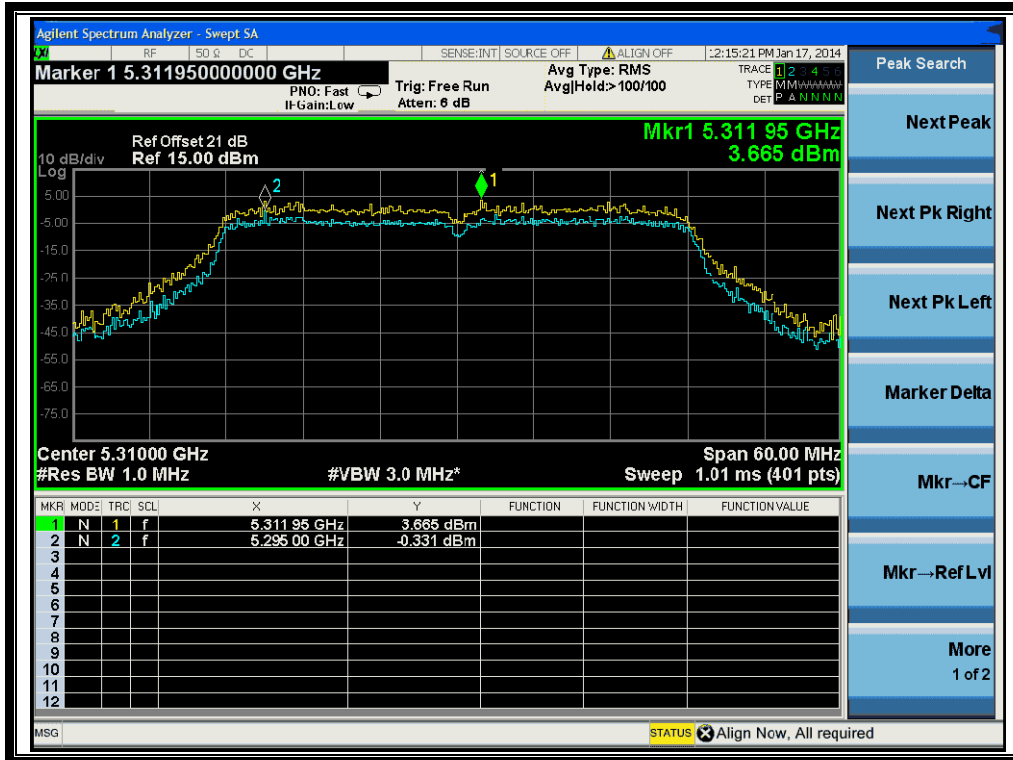 Agilent Spectrum Analyzer - Swept SA
RF 50 Ω DC SENSE:INT SOURCE OFF ALIGN OFF 12:15:21 PM Jan 17, 2014
Marker 1 5.311950000000 GHz
PNO: Fast
IFGain:Low
Trig: Free Run
Atten: 6 dB
Avg Type: RMS
Avg|Hold:>100/100
TRACE 1 2 3 4 5 6
TYPE MMWWWW
DET P A N N N N
Ref Offset 21 dB
10 dB/div Ref 15.00 dBm
Log
Mkr1 5.311 95 GHz
3.665 dBm
5.00
-5.00
-15.0
-25.0
-35.0
-45.0
-55.0
-65.0
-75.0
2
1
Center 5.31000 GHz Span 60.00 MHz
#Res BW 1.0 MHz #VBW 3.0 MHz* Sweep 1.01 ms (401 pts)
MKR MODE TRC SCL X Y FUNCTION FUNCTION WIDTH FUNCTION VALUE
1 N 1 f 5.311 95 GHz 3.665 dBm
2 N 2 f 5.295 00 GHz -0.331 dBm
3
4
5
6
7
8
9
10
11
12
MSG STATUS Align Now, All required
Peak Search
Next Peak
Next Pk Right
Next Pk Left
Marker Delta
Mkr→CF
Mkr→Ref Lvl
More
1 of 2